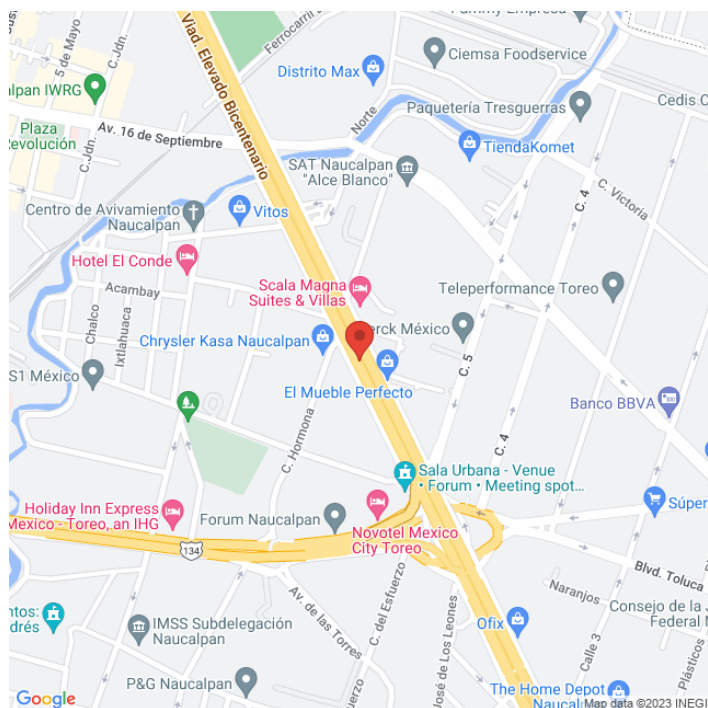 Viad. Elevado Bicentenario
Ferrocarril
5 de Mayo
C. Jdn.
Ciemsa Foodservice
Distrito Max
alpan IWRG
Paquetería Tresguerras
Cedis C
Plaza
Revolución
C. Jdn.
Av. 16 de Septiembre
Norte
TiendaKomet
SAT Naucalpan
"Alce Blanco"
C. 4
C. Victoria
Centro de Avivamiento
Naucalpan
Vitos
Hotel El Conde
Acambay
Chalco
Ixtlahuaca
Scala Magna
Suites & Villas
Teleperformance Toreo
Chrysler Kasa Naucalpan
erck México
C. 5
S1 México
El Mueble Perfecto
Banco BBVA
C. Hormona
C. 4
Sala Urbana - Venue
• Forum • Meeting spot...
Holiday Inn Express
Mexico - Toreo, an IHG
Forum Naucalpan
Novotel Mexico
City Toreo
Súper
134
Blvd. Toluca
Av. de las Torres
C. del Esfuerzo
José de Los Leones
Naranjos
ntos:
drés
IMSS Subdelegación
Naucalpan
Ofix
Consejo de la J
Federal M
Calle 3
Plásticos
P&G Naucalpan
fuerzo
The Home Depot
Nauc
Google
Map data ©2023 INEGI